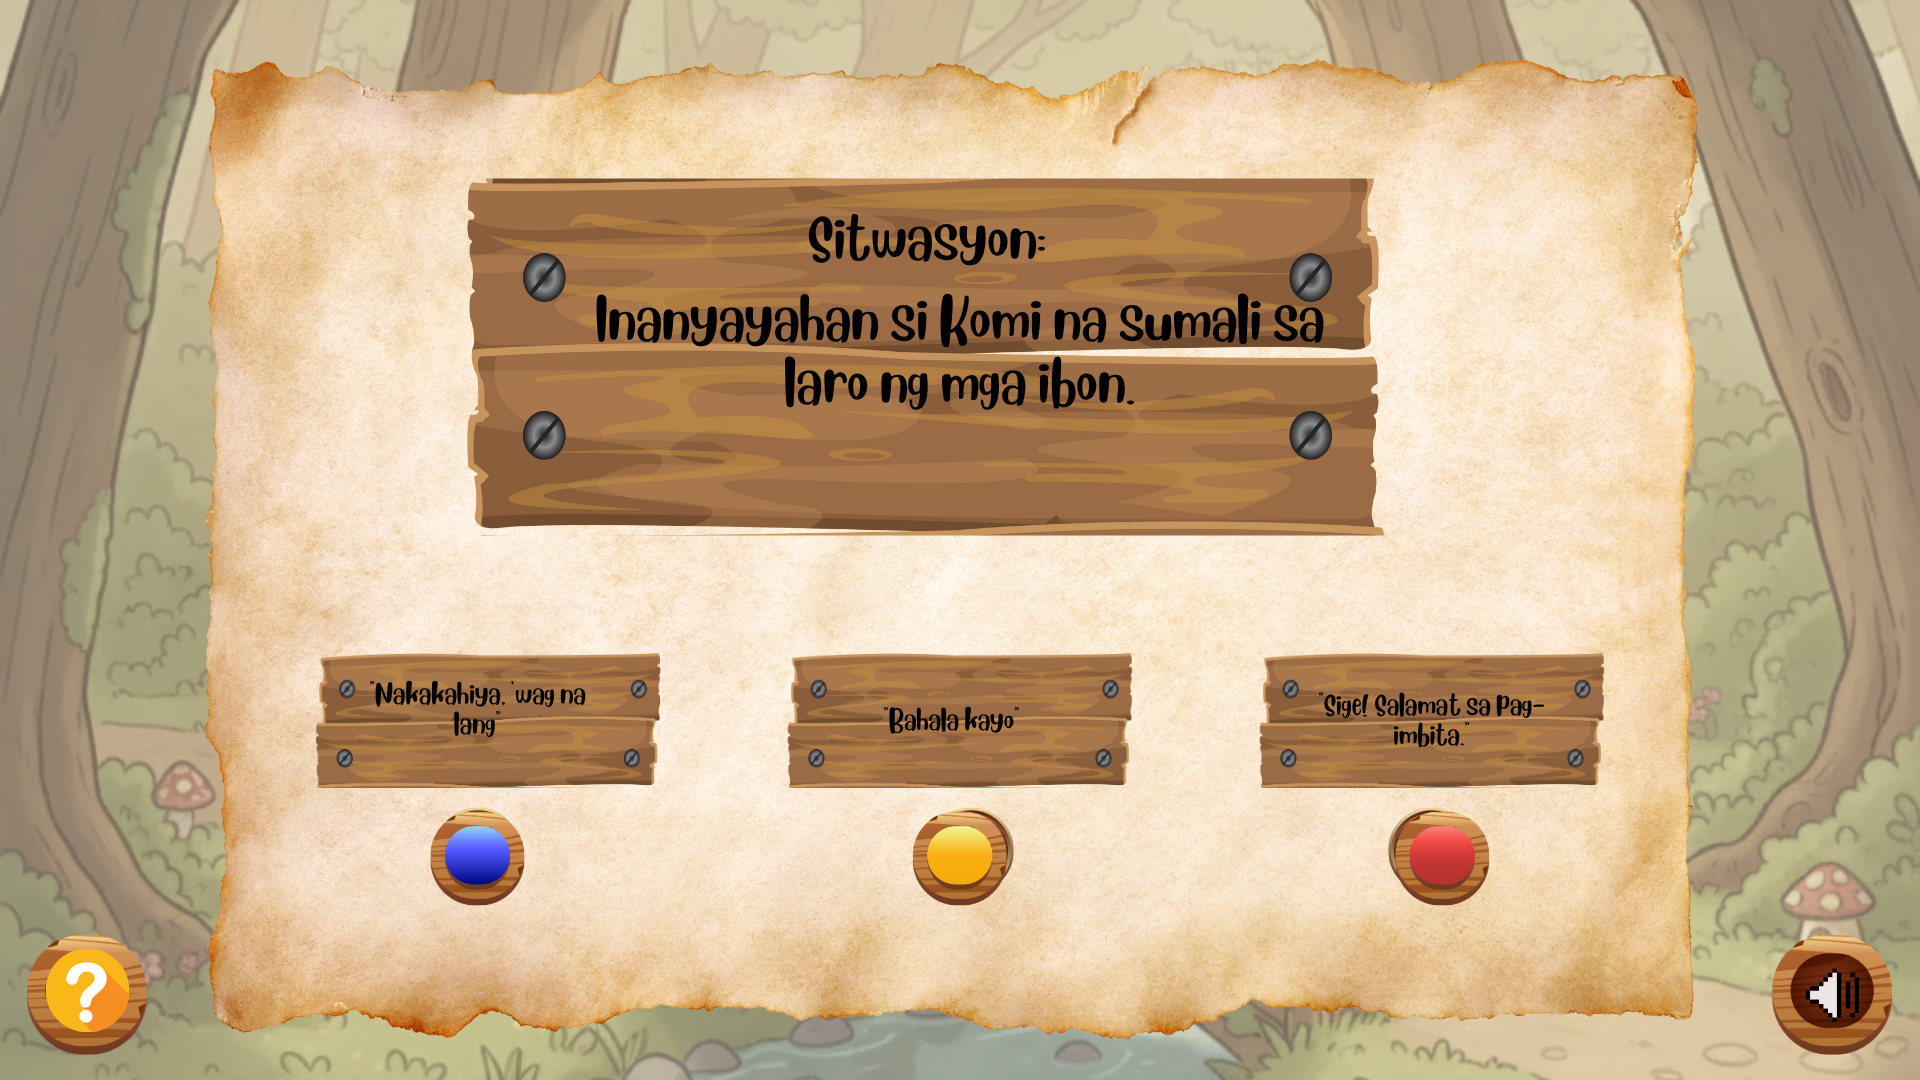 Sitwasyon:
Inanyayahan si Komi na sumali sa
laro ng mga ibon.
"Nakakahiya, 'wag na
lang"
"Bahala kayo"
"Sige! Salamat sa Pag-
imbita."
?